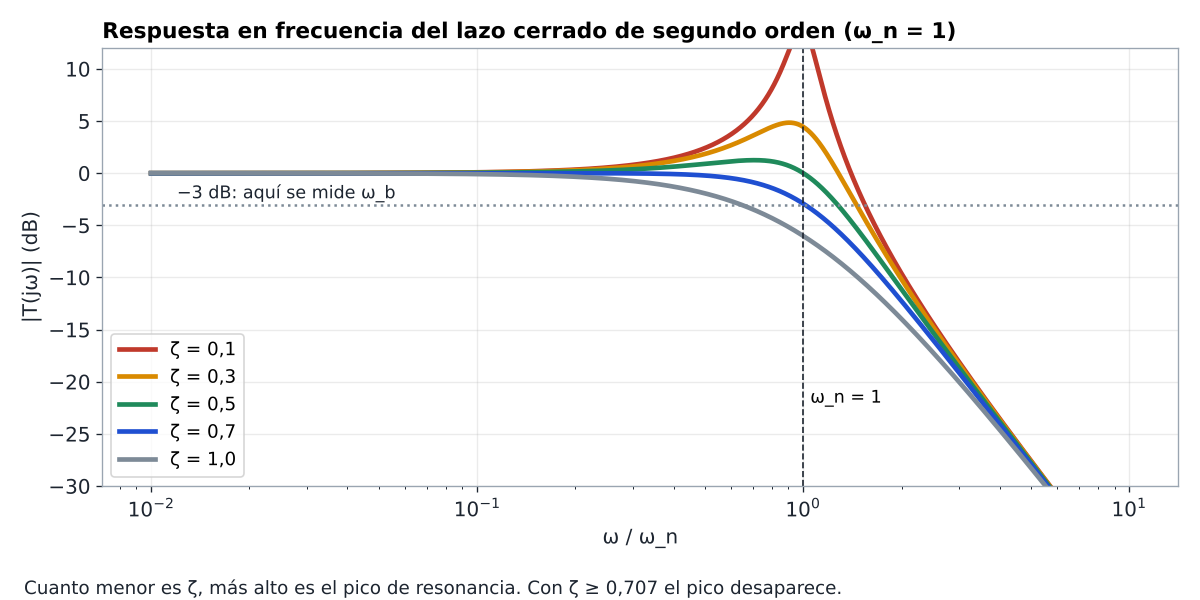 Respuesta en frecuencia del lazo cerrado de segundo orden (ω_n = 1)
|T(jω)| (dB)
10
5
0
−5
−10
−15
−20
−25
−30
−3 dB: aquí se mide ω_b
ω_n = 1
ζ = 0,1
ζ = 0,3
ζ = 0,5
ζ = 0,7
ζ = 1,0
10⁻² 10⁻¹ 10⁰ 10¹
ω / ω_n
Cuanto menor es ζ, más alto es el pico de resonancia. Con ζ ≥ 0,707 el pico desaparece.